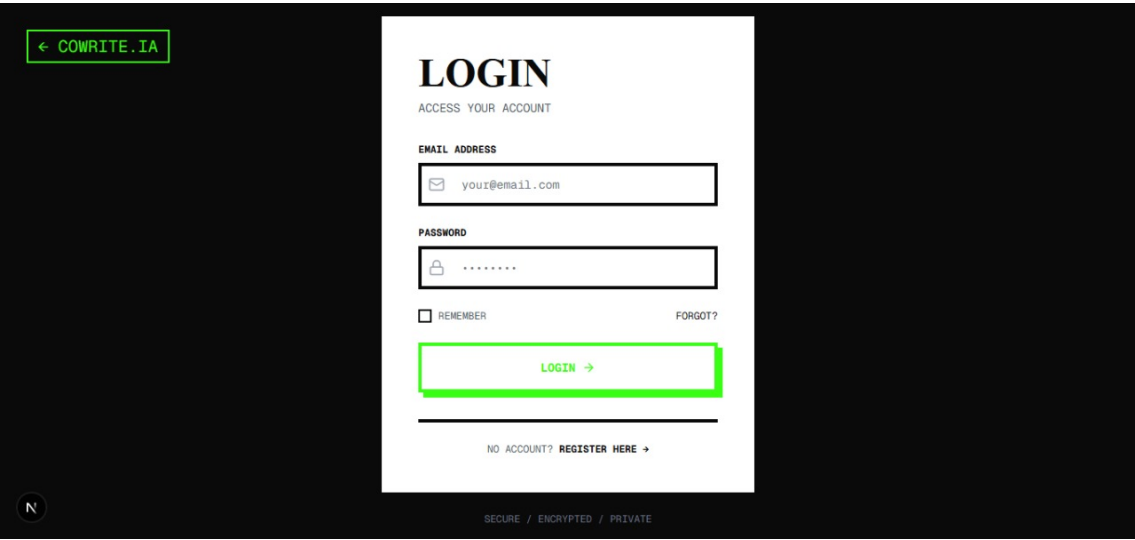 ← COWRITE.IA
LOGIN
ACCESS YOUR ACCOUNT
EMAIL ADDRESS
your@email.com
PASSWORD
••••••••
REMEMBER FORGOT?
LOGIN →
NO ACCOUNT? REGISTER HERE →
N
SECURE / ENCRYPTED / PRIVATE